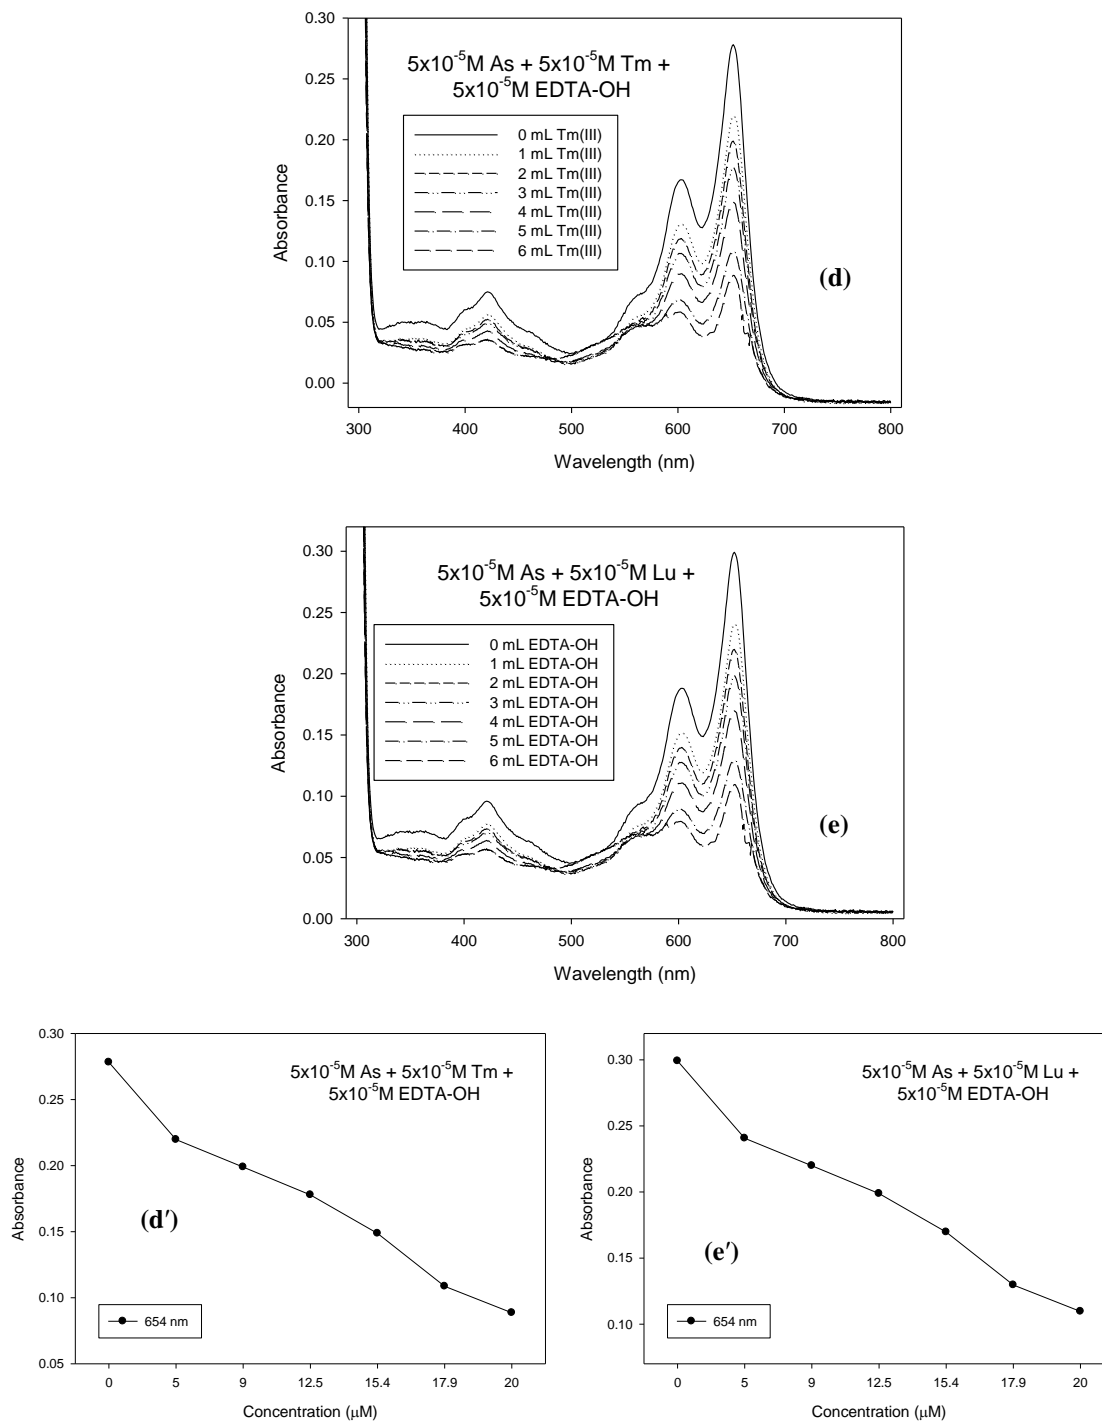 0.30
0.25
0.20
0.15
0.10
0.05
0.00
Absorbance
5x10⁻⁵M As + 5x10⁻⁵M Tm +
5x10⁻⁵M EDTA-OH
0 mL Tm(III)
1 mL Tm(III)
2 mL Tm(III)
3 mL Tm(III)
4 mL Tm(III)
5 mL Tm(III)
6 mL Tm(III)
(d)
300 400 500 600 700 800
Wavelength (nm)
0.30
0.25
0.20
0.15
0.10
0.05
0.00
Absorbance
5x10⁻⁵M As + 5x10⁻⁵M Lu +
5x10⁻⁵M EDTA-OH
0 mL EDTA-OH
1 mL EDTA-OH
2 mL EDTA-OH
3 mL EDTA-OH
4 mL EDTA-OH
5 mL EDTA-OH
6 mL EDTA-OH
(e)
300 400 500 600 700 800
Wavelength (nm)
0.30
0.25
0.20
0.15
0.10
0.05
Absorbance
5x10⁻⁵M As + 5x10⁻⁵M Tm +
5x10⁻⁵M EDTA-OH
(d′)
654 nm
0 5 9 12.5 15.4 17.9 20
Concentration (μM)
0.30
0.25
0.20
0.15
0.10
Absorbance
5x10⁻⁵M As + 5x10⁻⁵M Lu +
5x10⁻⁵M EDTA-OH
(e′)
654 nm
0 5 9 12.5 15.4 17.9 20
Concentration (μM)